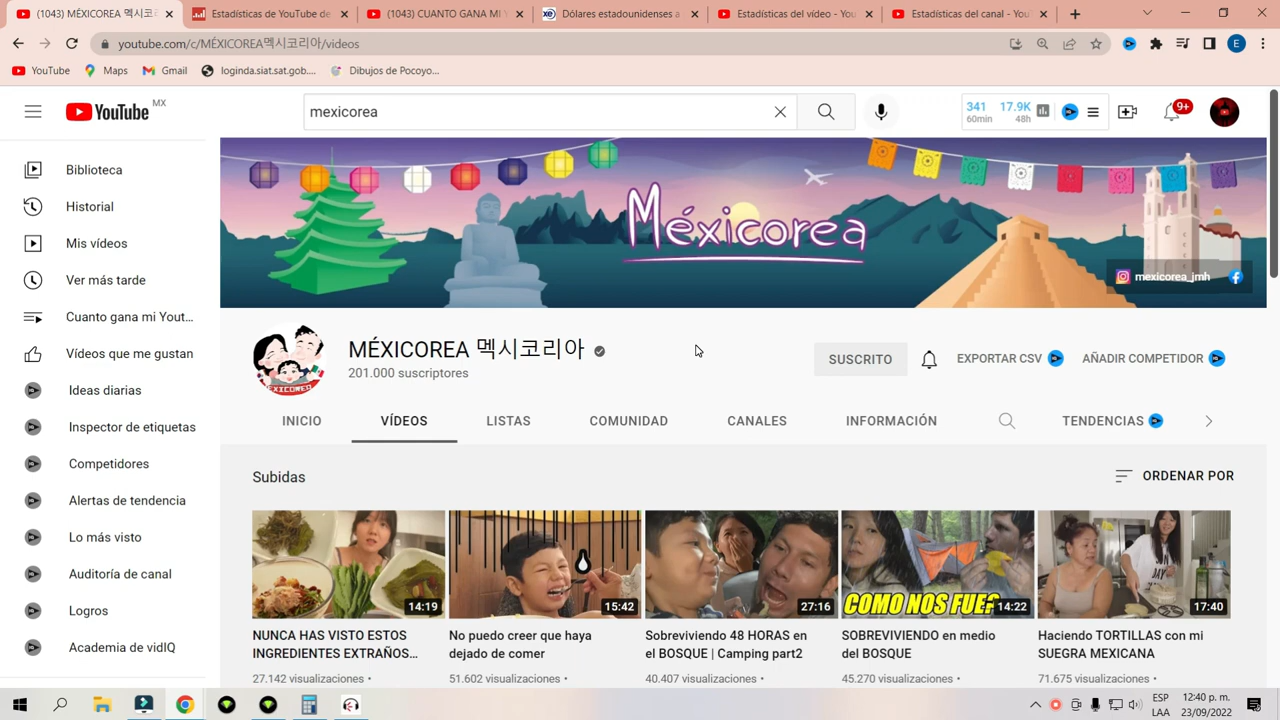 (1043) MÉXICOREA 멕시코리
Estadísticas de YouTube de
(1043) CUANTO GANA MI Y
Dólares estadounidenses a
Estadísticas del vídeo - You
Estadísticas del canal - YouT
youtube.com/c/MÉXICOREA멕시코리아/videos
YouTube
Maps
Gmail
loginda.siat.sat.gob....
Dibujos de Pocoyo...
YouTube MX
mexicorea
341
60min
17.9K
48h
9+
Méxicorea
mexicorea_jmh
Biblioteca
Historial
Mis vídeos
Ver más tarde
Cuanto gana mi Yout...
Vídeos que me gustan
Ideas diarias
Inspector de etiquetas
Competidores
Alertas de tendencia
Lo más visto
Auditoría de canal
Logros
Academia de vidIQ
MÉXICOREA 멕시코리아
201.000 suscriptores
SUSCRITO
EXPORTAR CSV
AÑADIR COMPETIDOR
INICIO
VÍDEOS
LISTAS
COMUNIDAD
CANALES
INFORMACIÓN
TENDENCIAS
Subidas
ORDENAR POR
14:19
15:42
27:16
COMO NOS FUE?
14:22
17:40
NUNCA HAS VISTO ESTOS
INGREDIENTES EXTRAÑOS...
27.142 visualizaciones •
No puedo creer que haya
dejado de comer
51.602 visualizaciones •
Sobreviviendo 48 HORAS en
el BOSQUE | Camping part2
40.407 visualizaciones •
SOBREVIVIENDO en medio
del BOSQUE
45.270 visualizaciones •
Haciendo TORTILLAS con mi
SUEGRA MEXICANA
71.675 visualizaciones •
ESP
LAA
12:40 p. m.
23/09/2022